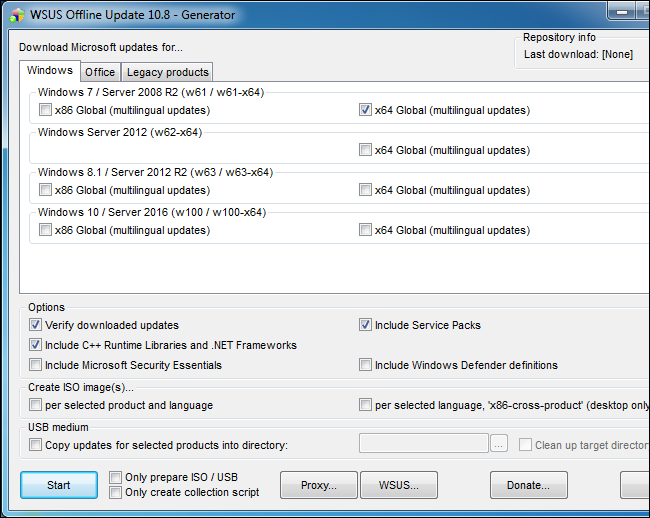 WSUS Offline Update 10.8 - Generator
Download Microsoft updates for...
Repository info
Last download: [None]
Windows
Office
Legacy products
Windows 7 / Server 2008 R2 (w61 / w61-x64)
x86 Global (multilingual updates)
x64 Global (multilingual updates)
Windows Server 2012 (w62-x64)
x64 Global (multilingual updates)
Windows 8.1 / Server 2012 R2 (w63 / w63-x64)
x86 Global (multilingual updates)
x64 Global (multilingual updates)
Windows 10 / Server 2016 (w100 / w100-x64)
x86 Global (multilingual updates)
x64 Global (multilingual updates)
Options
Verify downloaded updates
Include Service Packs
Include C++ Runtime Libraries and .NET Frameworks
Include Microsoft Security Essentials
Include Windows Defender definitions
Create ISO image(s)...
per selected product and language
per selected language, 'x86-cross-product' (desktop only
USB medium
Copy updates for selected products into directory:
...
Clean up target directory
Start
Only prepare ISO / USB
Only create collection script
Proxy...
WSUS...
Donate...